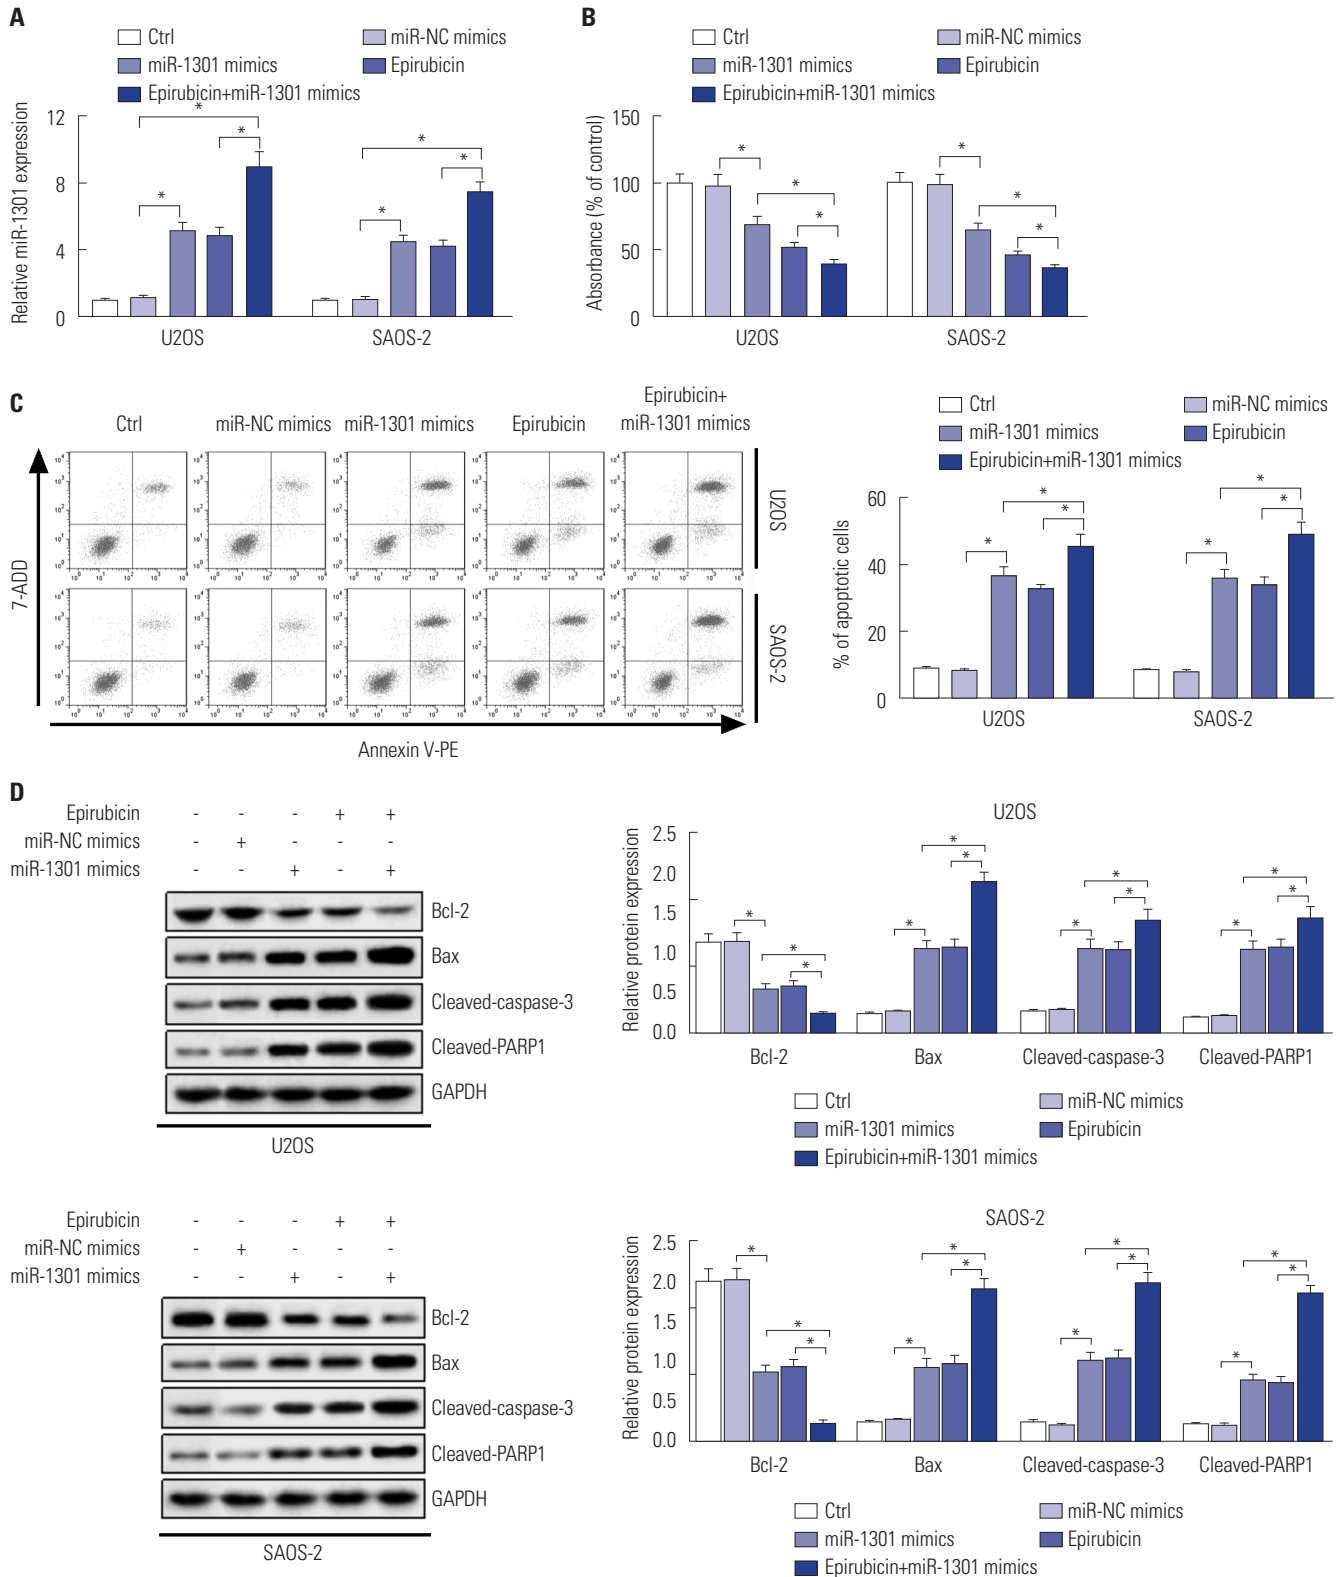 A
Ctrl
miR-NC mimics
miR-1301 mimics
Epirubicin
Epirubicin+miR-1301 mimics
Relative miR-1301 expression
12
8
4
0
* * * * * *
U2OS
SAOS-2
B
Ctrl
miR-NC mimics
miR-1301 mimics
Epirubicin
Epirubicin+miR-1301 mimics
Absorbance (% of control)
150
100
50
0
* * * * * *
U2OS
SAOS-2
C
Ctrl
miR-NC mimics
miR-1301 mimics
Epirubicin
Epirubicin+
miR-1301 mimics
7-ADD
U2OS
SAOS-2
Annexin V-PE
Ctrl
miR-NC mimics
miR-1301 mimics
Epirubicin
Epirubicin+miR-1301 mimics
% of apoptotic cells
60
40
20
0
* * * * * *
U2OS
SAOS-2
D
Epirubicin - - - + +
miR-NC mimics - + - - -
miR-1301 mimics - - + - +
Bcl-2
Bax
Cleaved-caspase-3
Cleaved-PARP1
GAPDH
U2OS
U2OS
Relative protein expression
2.5
2.0
1.5
1.0
0.5
0.0
* * * * * * * * * * * *
Bcl-2
Bax
Cleaved-caspase-3
Cleaved-PARP1
Ctrl
miR-NC mimics
miR-1301 mimics
Epirubicin
Epirubicin+miR-1301 mimics
Epirubicin - - - + +
miR-NC mimics - + - - -
miR-1301 mimics - - + - +
Bcl-2
Bax
Cleaved-caspase-3
Cleaved-PARP1
GAPDH
SAOS-2
SAOS-2
Relative protein expression
2.5
2.0
1.5
1.0
0.5
0.0
* * * * * * * * * * * *
Bcl-2
Bax
Cleaved-caspase-3
Cleaved-PARP1
Ctrl
miR-NC mimics
miR-1301 mimics
Epirubicin
Epirubicin+miR-1301 mimics